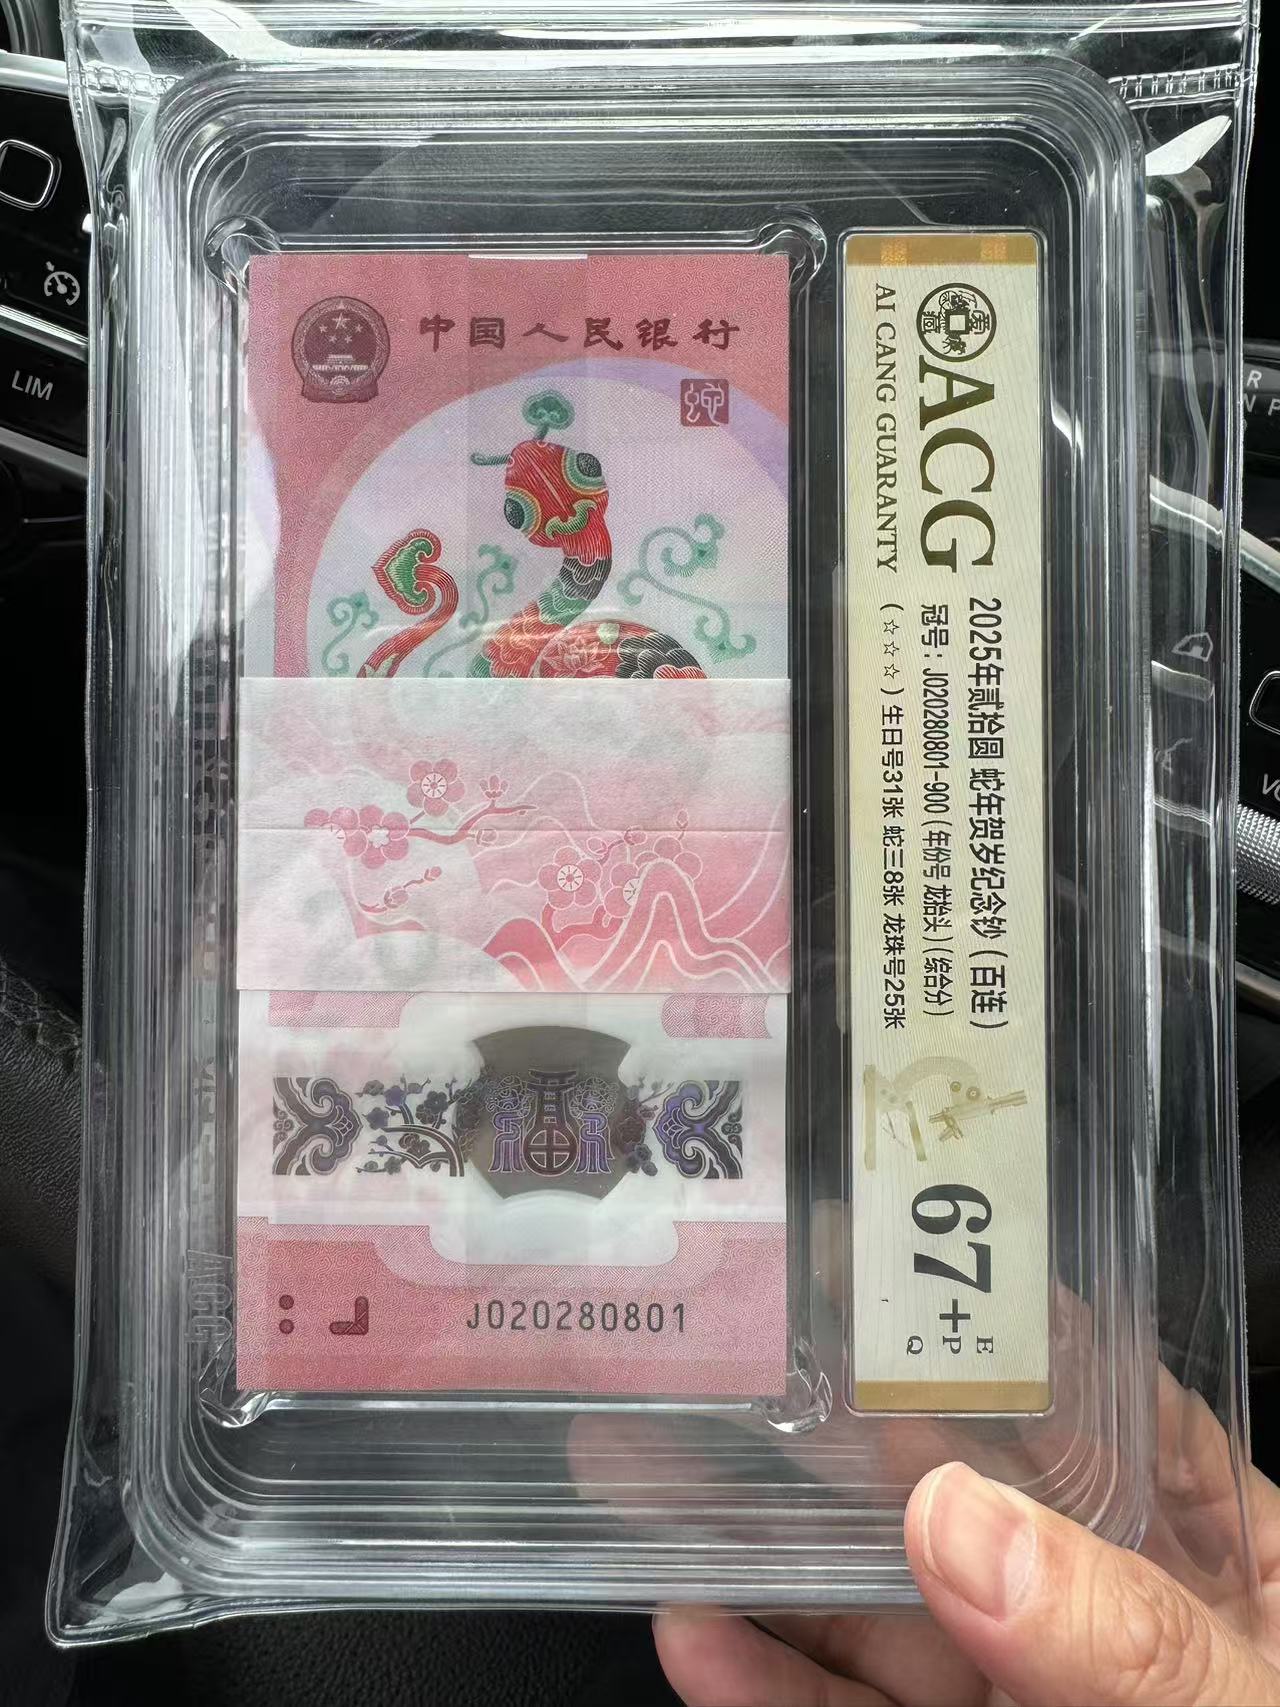 中国人民银行
蛇
福
J020280801
ACG
AI CANG GUARANTY
2025年贰拾圆 蛇年贺岁纪念钞（百连）
冠号：J020280801-900（年份号 龙抬头）（综合分）
（☆☆☆）生日号31张 蛇三8张 龙珠号25张
67+
E
P
Q
ACG
LIM
R